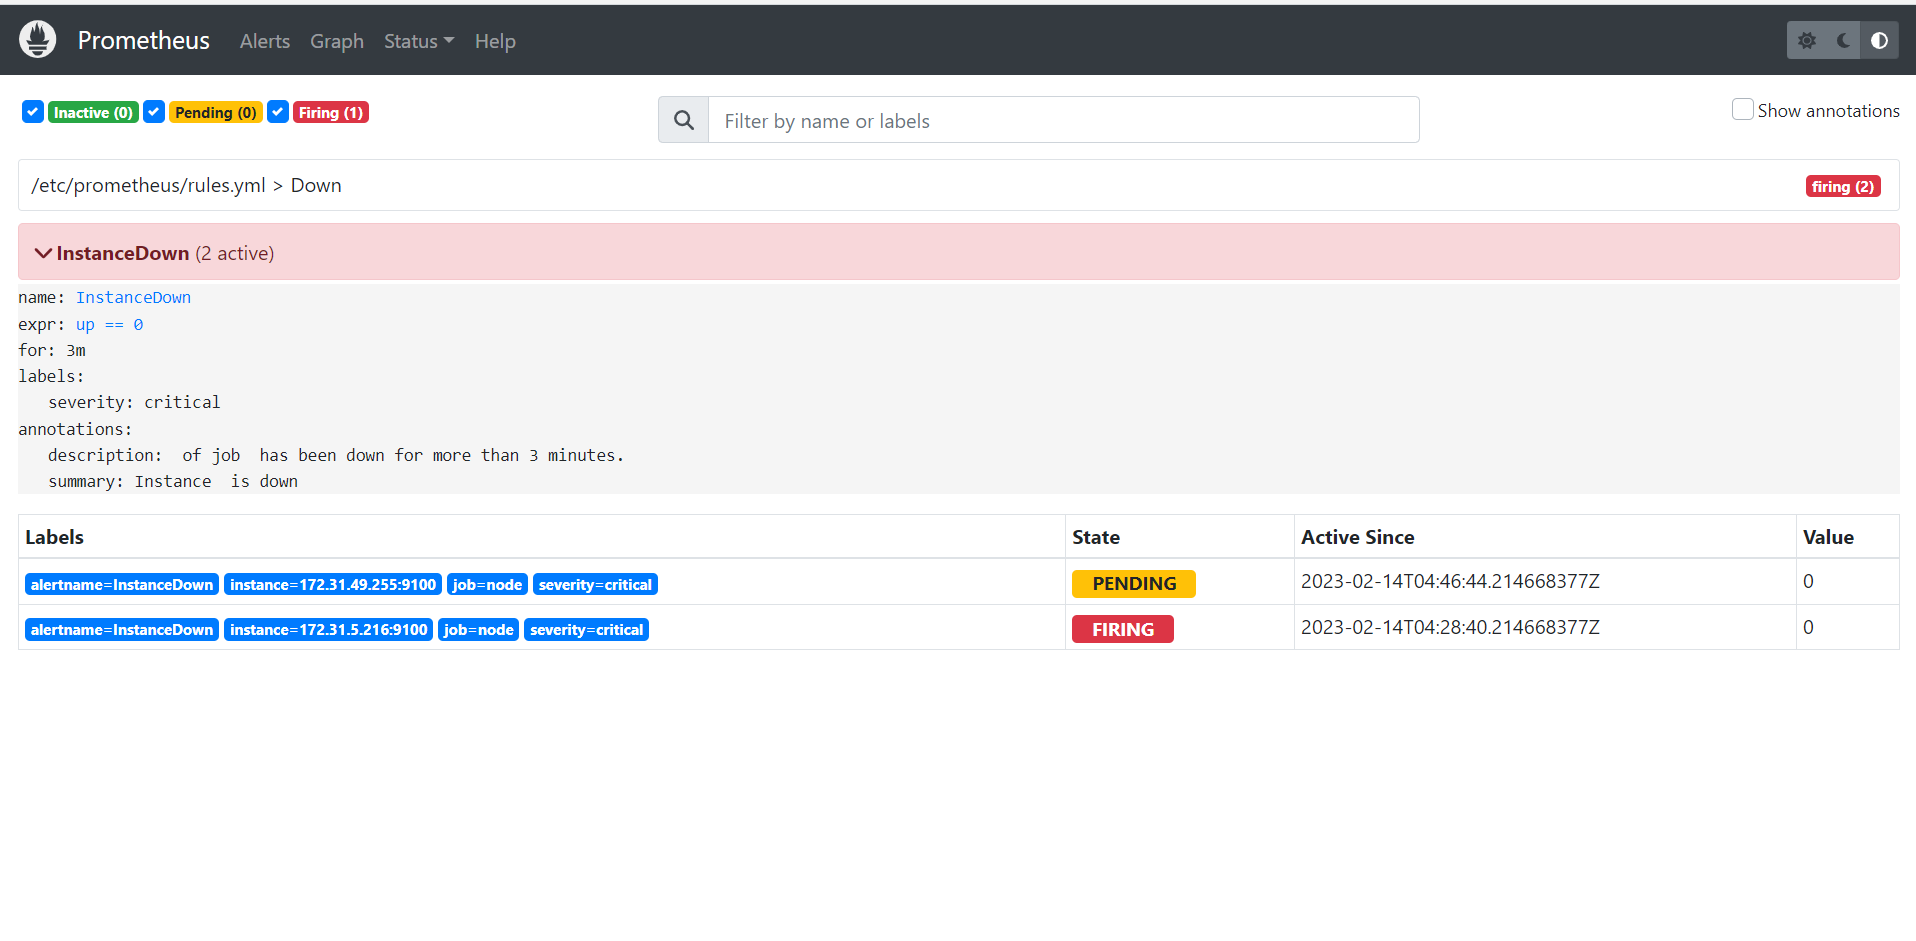 Prometheus Alerts Graph Status Help
Inactive (0) Pending (0) Firing (1) Filter by name or labels Show annotations
/etc/prometheus/rules.yml > Down firing (2)
InstanceDown (2 active)
name: InstanceDown
expr: up == 0
for: 3m
labels:
severity: critical
annotations:
description:  of job  has been down for more than 3 minutes.
summary: Instance  is down
Labels State Active Since Value
alertname=InstanceDown instance=172.31.49.255:9100 job=node severity=critical PENDING 2023-02-14T04:46:44.214668377Z 0
alertname=InstanceDown instance=172.31.5.216:9100 job=node severity=critical FIRING 2023-02-14T04:28:40.214668377Z 0